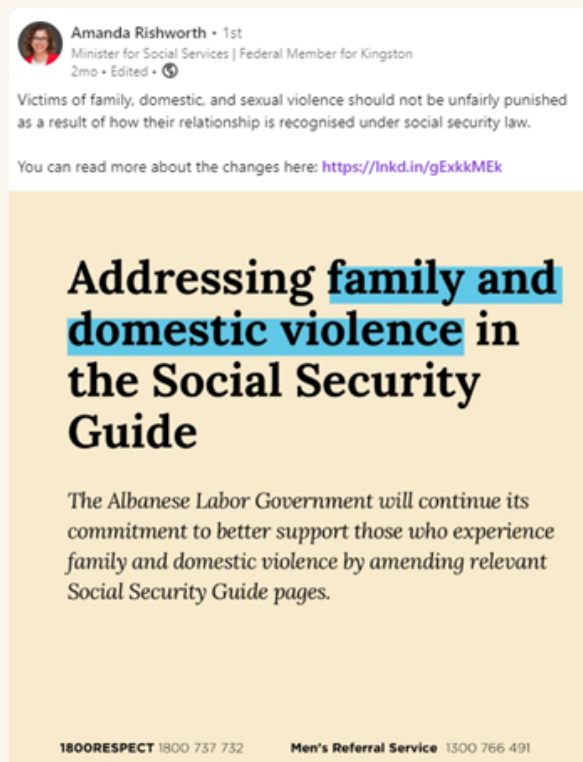 Amanda Rishworth • 1st
Minister for Social Services | Federal Member for Kingston
2mo • Edited •
Victims of family, domestic, and sexual violence should not be unfairly punished
as a result of how their relationship is recognised under social security law.
You can read more about the changes here: https://lnkd.in/gExkkMEk
Addressing family and
domestic violence in
the Social Security
Guide
The Albanese Labor Government will continue its
commitment to better support those who experience
family and domestic violence by amending relevant
Social Security Guide pages.
1800RESPECT 1800 737 732 Men's Referral Service 1300 766 491